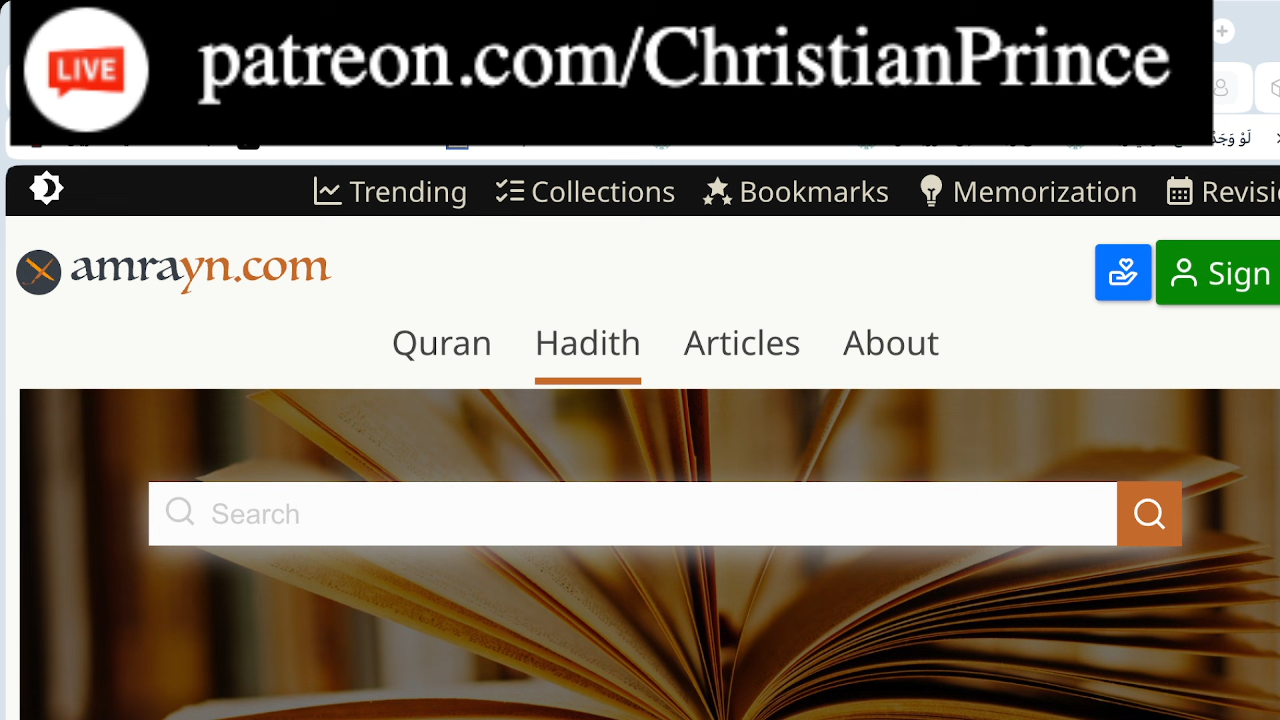 LIVE patreon.com/ChristianPrince
لَوْ
Trending Collections Bookmarks Memorization
amrayn.com
Sign
Quran Hadith Articles About
Search